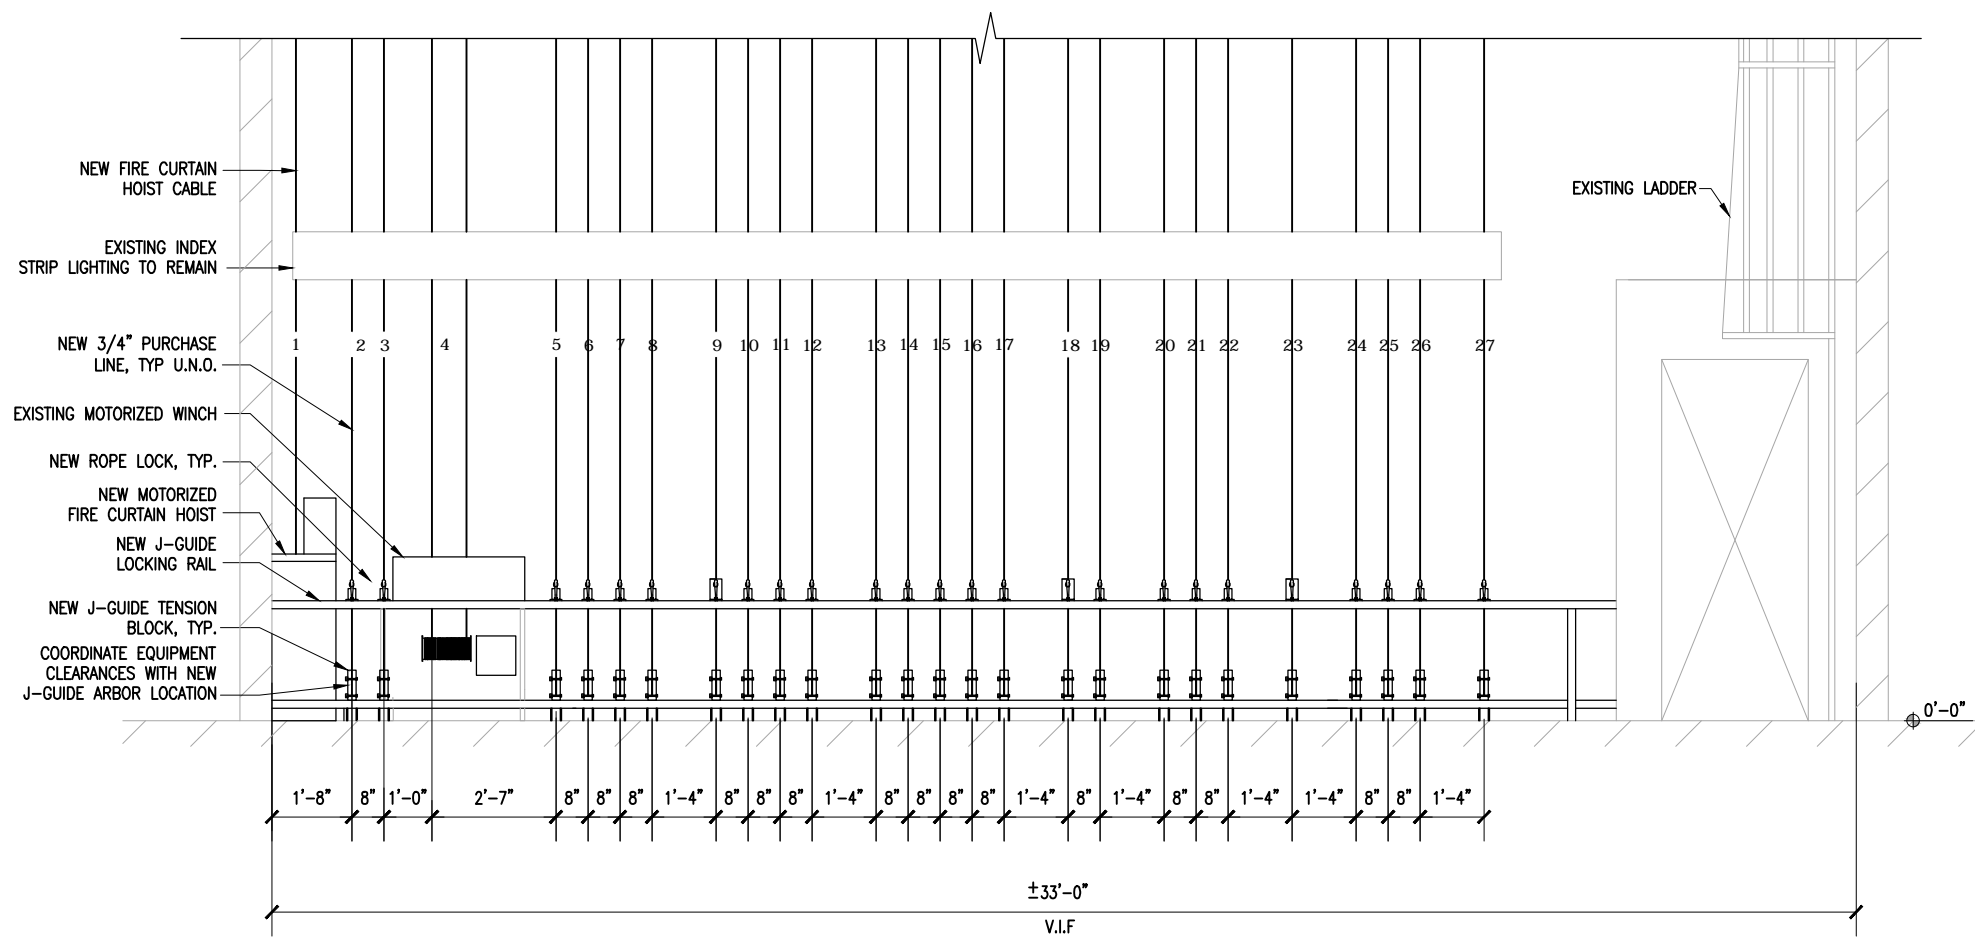 NEW FIRE CURTAIN
HOIST CABLE
EXISTING LADDER
EXISTING INDEX
STRIP LIGHTING TO REMAIN
NEW 3/4" PURCHASE
LINE, TYP U.N.O.
1 2 3 4 5 6 7 8 9 10 11 12 13 14 15 16 17 18 19 20 21 22 23 24 25 26 27
EXISTING MOTORIZED WINCH
NEW ROPE LOCK, TYP.
NEW MOTORIZED
FIRE CURTAIN HOIST
NEW J-GUIDE
LOCKING RAIL
NEW J-GUIDE TENSION
BLOCK, TYP.
COORDINATE EQUIPMENT
CLEARANCES WITH NEW
J-GUIDE ARBOR LOCATION
0'-0"
1'-8" 8" 1'-0" 2'-7" 8" 8" 8" 1'-4" 8" 8" 8" 1'-4" 8" 8" 8" 8" 1'-4" 8" 1'-4" 8" 8" 1'-4" 1'-4" 8" 8" 1'-4"
±33'-0"
V.I.F